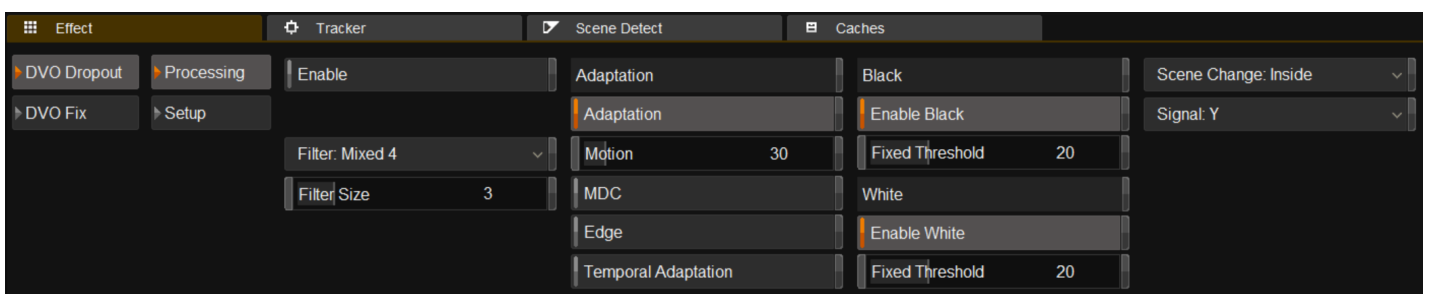 Effect
Tracker
Scene Detect
Caches
DVO Dropout
Processing
Enable
Adaptation
Black
Scene Change: Inside
DVO Fix
Setup
Adaptation
Enable Black
Signal: Y
Filter: Mixed 4
Motion 30
Fixed Threshold 20
Filter Size 3
MDC
White
Edge
Enable White
Temporal Adaptation
Fixed Threshold 20